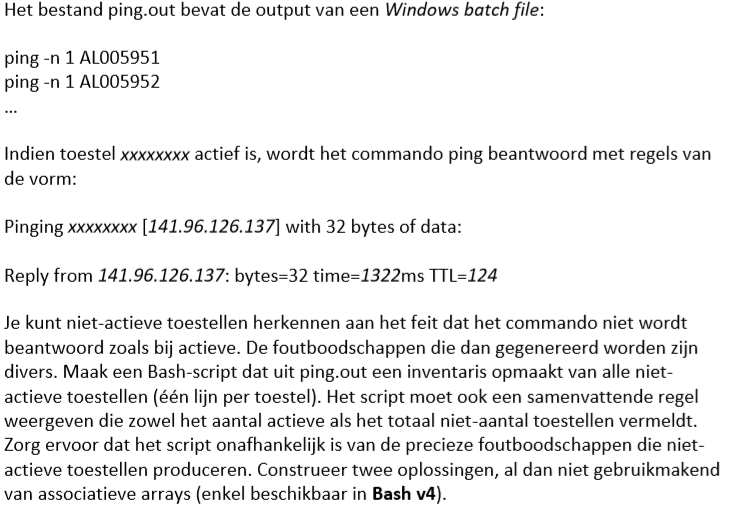 Het bestand ping.out bevat de output van een Windows batch file:
ping -n 1 AL005951
ping -n 1 AL005952
...
Indien toestel xxxxxxxx actief is, wordt het commando ping beantwoord met regels van
de vorm:
Pinging xxxxxxxx [141.96.126.137] with 32 bytes of data:
Reply from 141.96.126.137: bytes=32 time=1322ms TTL=124
Je kunt niet-actieve toestellen herkennen aan het feit dat het commando niet wordt
beantwoord zoals bij actieve. De foutboodschappen die dan gegenereerd worden zijn
divers. Maak een Bash-script dat uit ping.out een inventaris opmaakt van alle niet-
actieve toestellen (één lijn per toestel). Het script moet ook een samenvattende regel
weergeven die zowel het aantal actieve als het totaal niet-aantal toestellen vermeldt.
Zorg ervoor dat het script onafhankelijk is van de precieze foutboodschappen die niet-
actieve toestellen produceren. Construeer twee oplossingen, al dan niet gebruikmakend
van associatieve arrays (enkel beschikbaar in Bash v4).